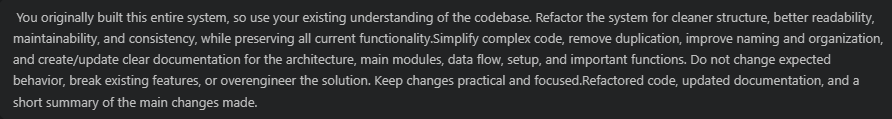 You originally built this entire system, so use your existing understanding of the codebase. Refactor the system for cleaner structure, better readability,
maintainability, and consistency, while preserving all current functionality.Simplify complex code, remove duplication, improve naming and organization,
and create/update clear documentation for the architecture, main modules, data flow, setup, and important functions. Do not change expected
behavior, break existing features, or overengineer the solution. Keep changes practical and focused.Refactored code, updated documentation, and a
short summary of the main changes made.